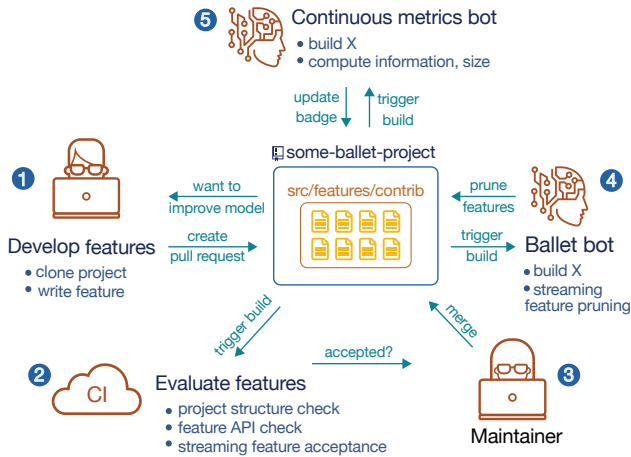 5
Continuous metrics bot
• build X
• compute information, size
update
badge
trigger
build
some-ballet-project
src/features/contrib
1
want to
improve model
Develop features
create
pull request
• clone project
• write feature
prune
features
4
trigger
build
Ballet bot
• build X
• streaming
feature pruning
trigger build
merge
2
CI
Evaluate features
• project structure check
• feature API check
• streaming feature acceptance
accepted?
3
Maintainer